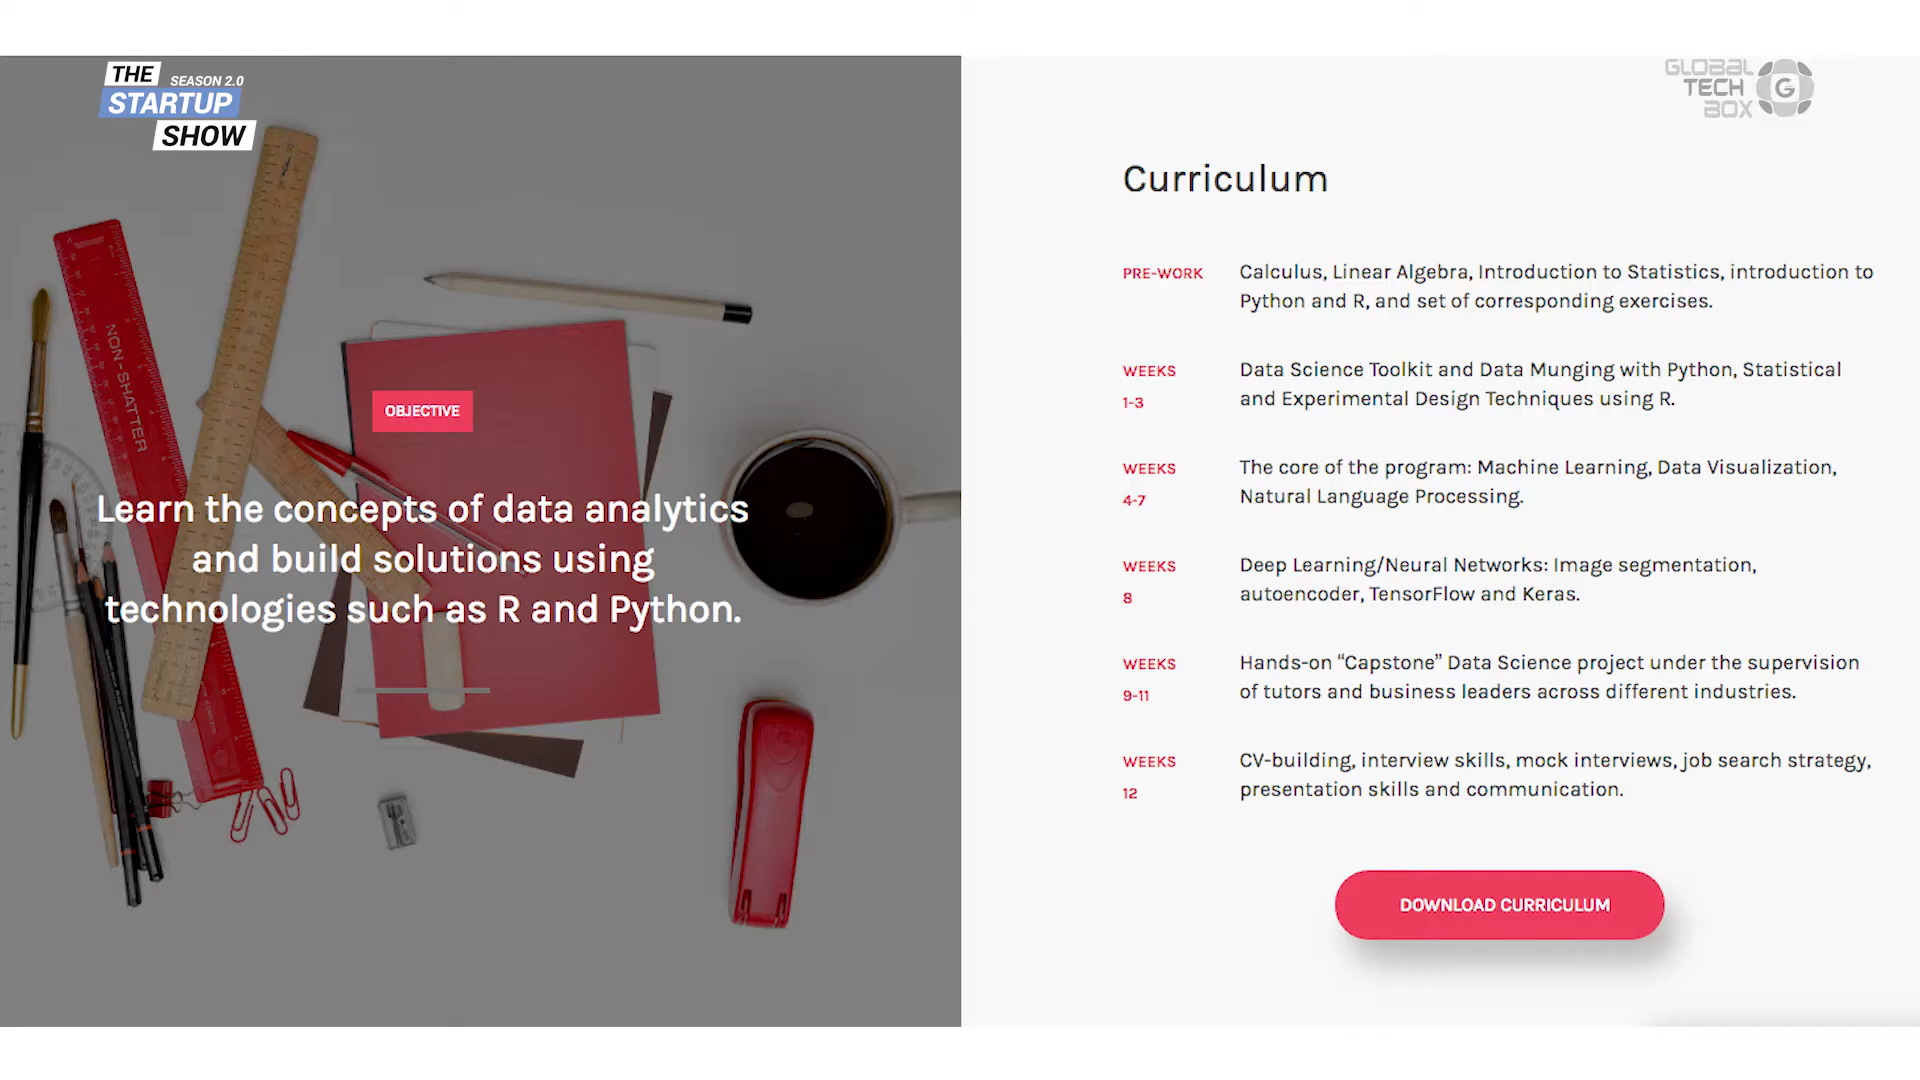 THE
SEASON 2.0
STARTUP
SHOW
GLOBAL
TECH
BOX
G
NON-SHATTER
OBJECTIVE
Learn the concepts of data analytics
and build solutions using
technologies such as R and Python.
Curriculum
PRE-WORK
Calculus, Linear Algebra, Introduction to Statistics, introduction to
Python and R, and set of corresponding exercises.
WEEKS
1-3
Data Science Toolkit and Data Munging with Python, Statistical
and Experimental Design Techniques using R.
WEEKS
4-7
The core of the program: Machine Learning, Data Visualization,
Natural Language Processing.
WEEKS
8
Deep Learning/Neural Networks: Image segmentation,
autoencoder, TensorFlow and Keras.
WEEKS
9-11
Hands-on “Capstone” Data Science project under the supervision
of tutors and business leaders across different industries.
WEEKS
12
CV-building, interview skills, mock interviews, job search strategy,
presentation skills and communication.
DOWNLOAD CURRICULUM